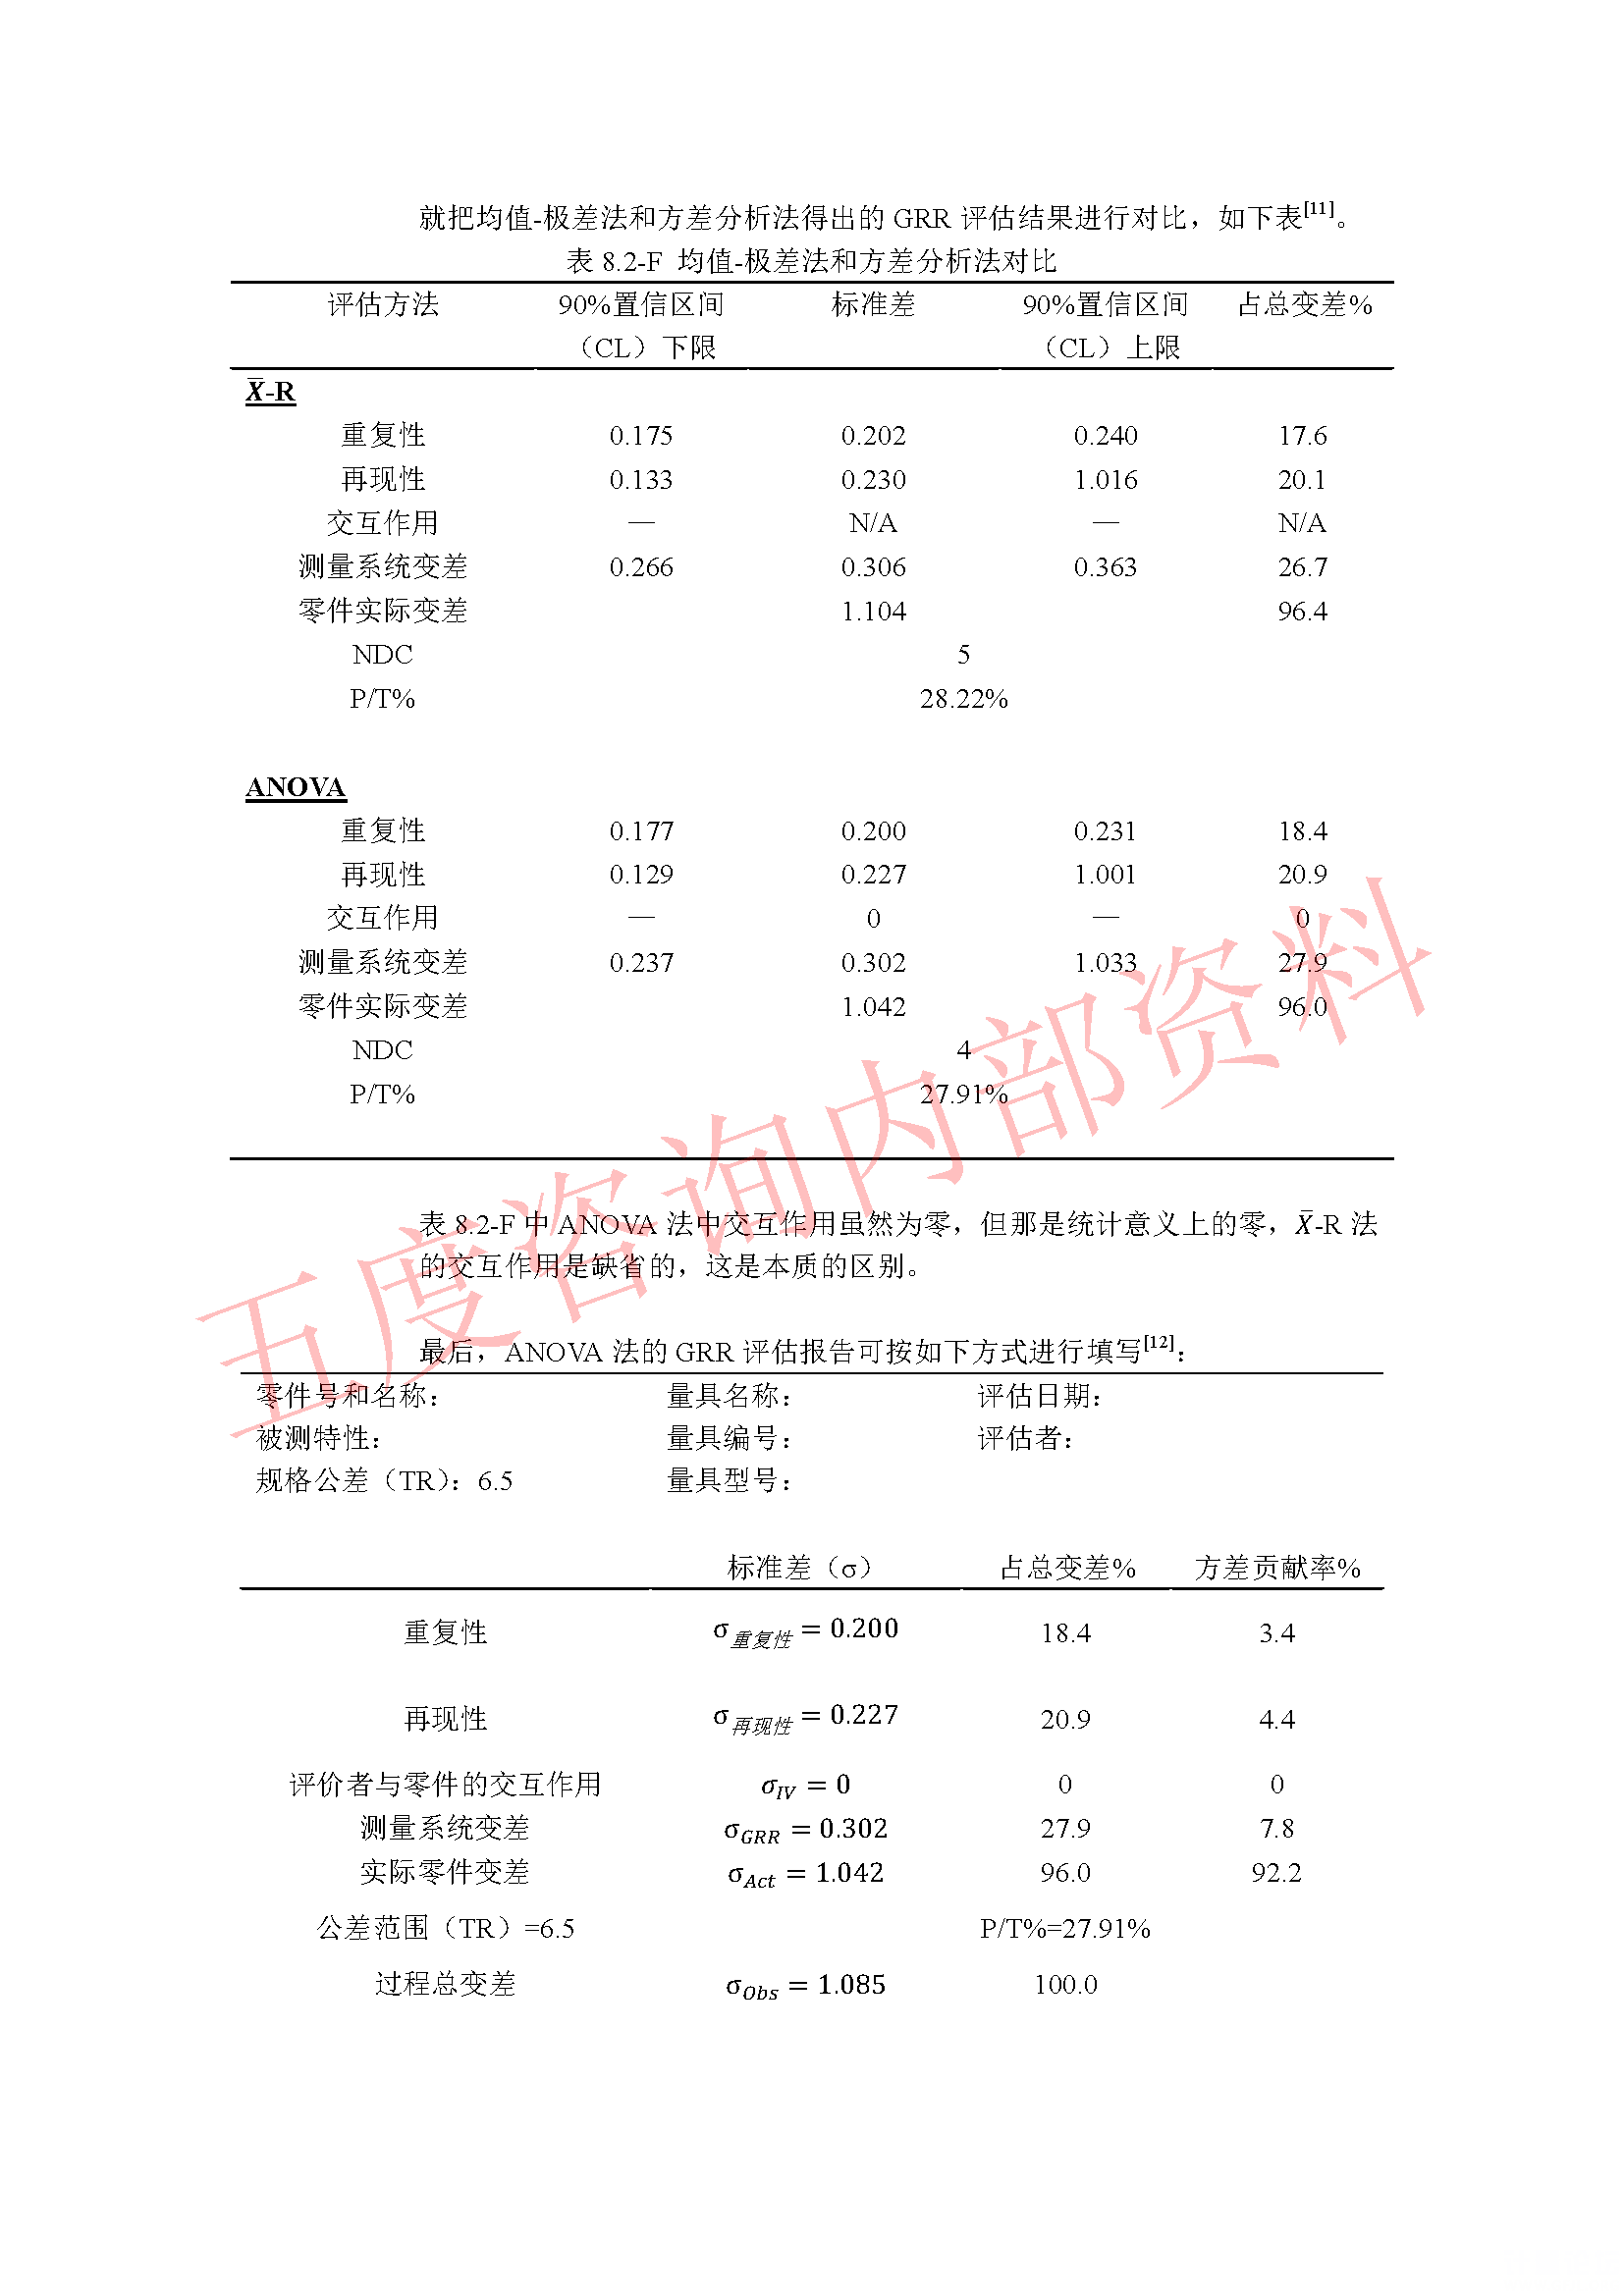 就把均值-极差法和方差分析法得出的 GRR 评估结果进行对比，如下表[11]。
表 8.2-F 均值-极差法和方差分析法对比
评估方法 90%置信区间（CL）下限 标准差 90%置信区间（CL）上限 占总变差%
X̄-R
重复性 0.175 0.202 0.240 17.6
再现性 0.133 0.230 1.016 20.1
交互作用 — N/A — N/A
测量系统变差 0.266 0.306 0.363 26.7
零件实际变差 1.104 96.4
NDC 5
P/T% 28.22%
ANOVA
重复性 0.177 0.200 0.231 18.4
再现性 0.129 0.227 1.001 20.9
交互作用 — 0 — 0
测量系统变差 0.237 0.302 1.033 27.9
零件实际变差 1.042 96.0
NDC 4
P/T% 27.91%
表 8.2-F 中 ANOVA 法中交互作用虽然为零，但那是统计意义上的零，X̄-R 法
的交互作用是缺省的，这是本质的区别。
最后，ANOVA 法的 GRR 评估报告可按如下方式进行填写[12]：
零件号和名称： 量具名称： 评估日期：
被测特性： 量具编号： 评估者：
规格公差（TR）：6.5 量具型号：
标准差（σ） 占总变差% 方差贡献率%
重复性 σ重复性 = 0.200 18.4 3.4
再现性 σ再现性 = 0.227 20.9 4.4
评价者与零件的交互作用 σIV = 0 0 0
测量系统变差 σGRR = 0.302 27.9 7.8
实际零件变差 σAct = 1.042 96.0 92.2
公差范围（TR）=6.5 P/T%=27.91%
过程总变差 σObs = 1.085 100.0
五度咨询内部资料